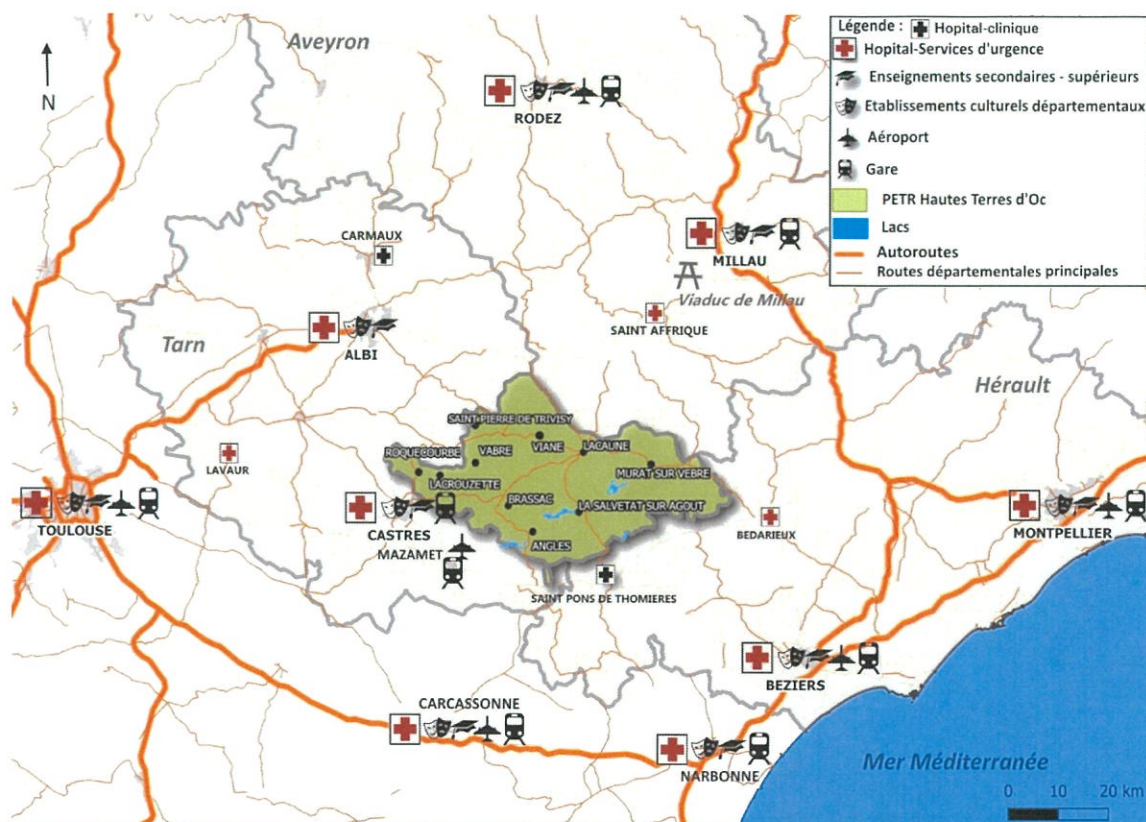 Aveyron
N
RODEZ
Légende :
Hopital-clinique
Hopital-Services d'urgence
Enseignements secondaires - supérieurs
Etablissements culturels départementaux
Aéroport
Gare
PETR Hautes Terres d'Oc
Lacs
Autoroutes
Routes départementales principales
CARMAUX
MILLAU
Viaduc de Millau
SAINT AFFRIQUE
Tarn
ALBI
Hérault
SAINT PIERRE DE TRIVISY
VIANE
LACAUNE
ROQUECOURBE
VABRE
LAVAUR
LACROUZETTE
MURAT SUR VEBRE
BRASSAC
LA SALVETAT SUR AGOUT
TOULOUSE
CASTRES
MAZAMET
ANGLES
BEDARIEUX
MONTPELLIER
SAINT PONS DE THOMIERES
BEZIERS
CARCASSONNE
NARBONNE
Mer Méditerranée
0 10 20 km